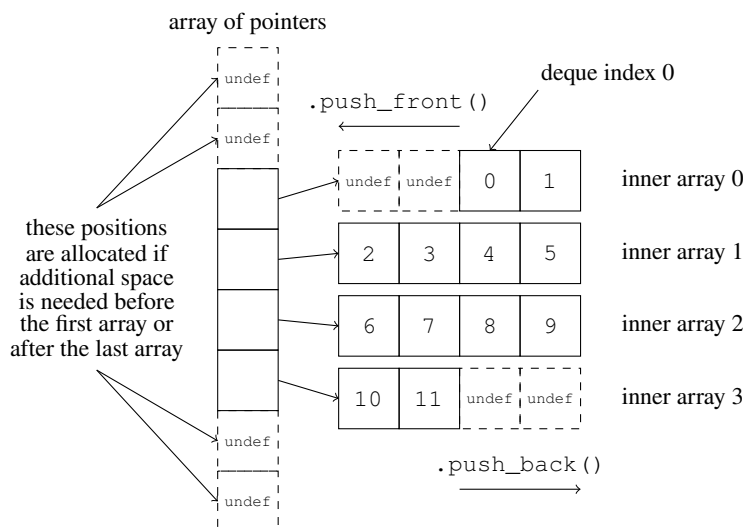 array of pointers
undef
undef
deque index 0
.push_front()
undef undef 0 1 inner array 0
these positions
are allocated if
additional space
is needed before
the first array or
after the last array
2 3 4 5 inner array 1
6 7 8 9 inner array 2
10 11 undef undef inner array 3
undef
undef
.push_back()